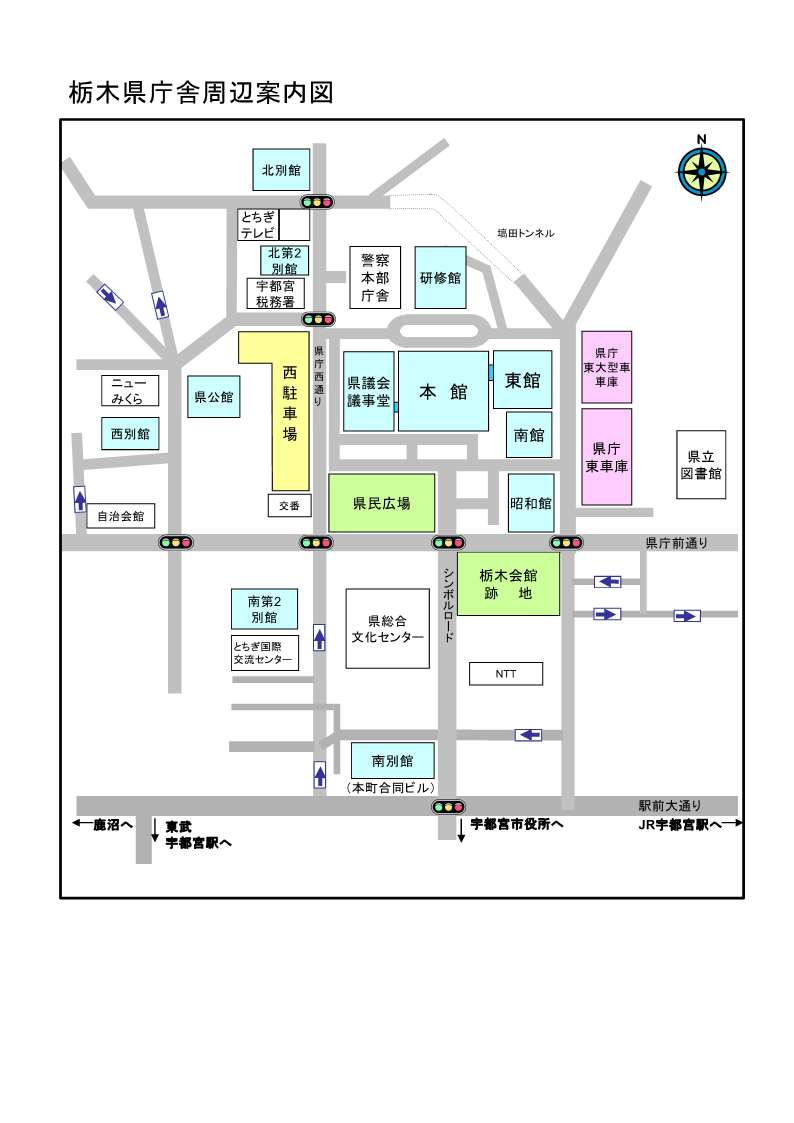 栃木県庁舎周辺案内図
N
北別館
とちぎ
テレビ
塙田トンネル
北第2
別館
警察
本部
庁舎
研修館
宇都宮
税務署
県庁西通り
西駐車場
県議会
議事堂
本 館
東館
県庁
東大型車
車庫
ニュー
みくら
県公館
西別館
南館
県庁
東車庫
県立
図書館
交番
県民広場
昭和館
自治会館
県庁前通り
シンボルロード
栃木会館
跡 地
南第2
別館
県総合
文化センター
とちぎ国際
交流センター
NTT
南別館
(本町合同ビル)
駅前大通り
鹿沼へ
東武
宇都宮駅へ
宇都宮市役所へ
JR宇都宮駅へ